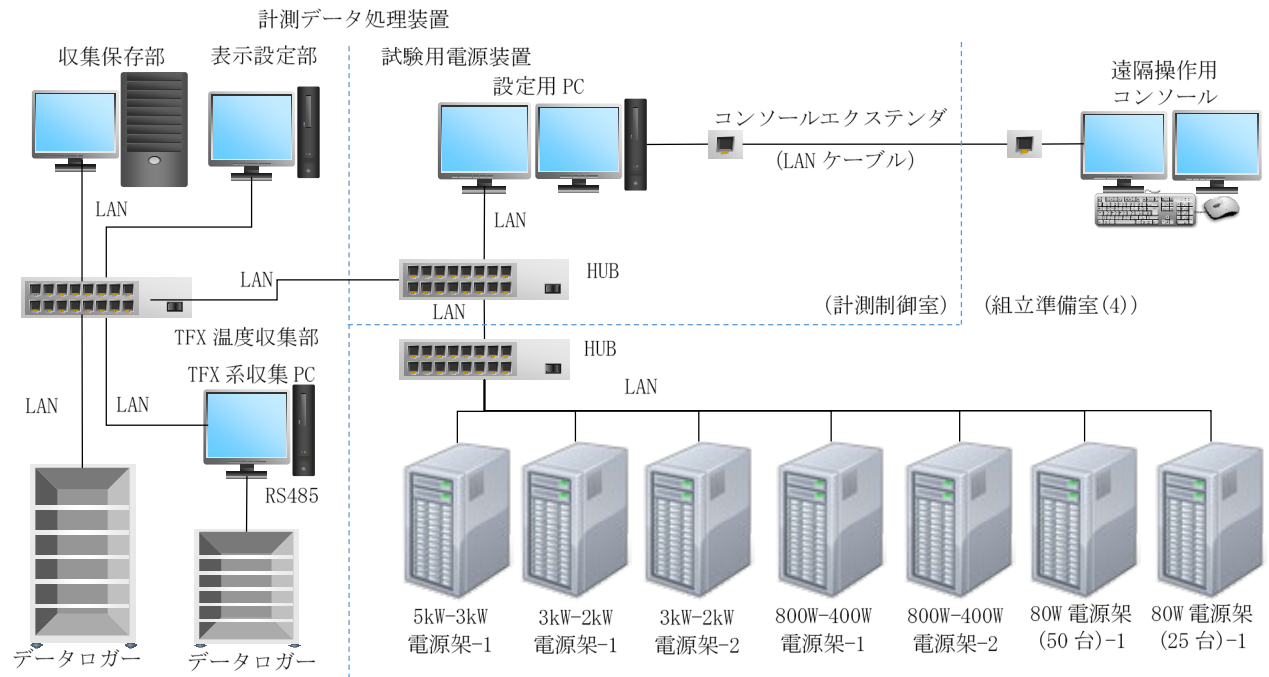 計測データ処理装置
収集保存部
表示設定部
試験用電源装置
設定用 PC
コンソールエクステンダ
(LAN ケーブル)
遠隔操作用
コンソール
LAN
LAN
LAN
HUB
LAN
(計測制御室)
(組立準備室(4))
TFX 温度収集部
TFX 系収集 PC
HUB
LAN
LAN
LAN
RS485
データロガー
データロガー
5kW-3kW
電源架-1
3kW-2kW
電源架-1
3kW-2kW
電源架-2
800W-400W
電源架-1
800W-400W
電源架-2
80W 電源架
(50 台)-1
80W 電源架
(25 台)-1